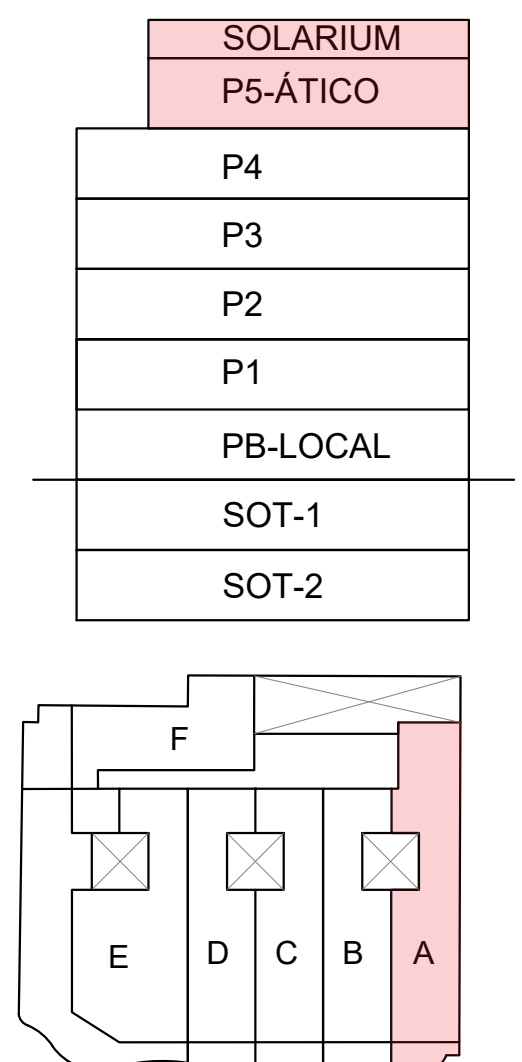 SOLARIUM
P5-ÁTICO
P4
P3
P2
P1
PB-LOCAL
SOT-1
SOT-2
F
E
D
C
B
A